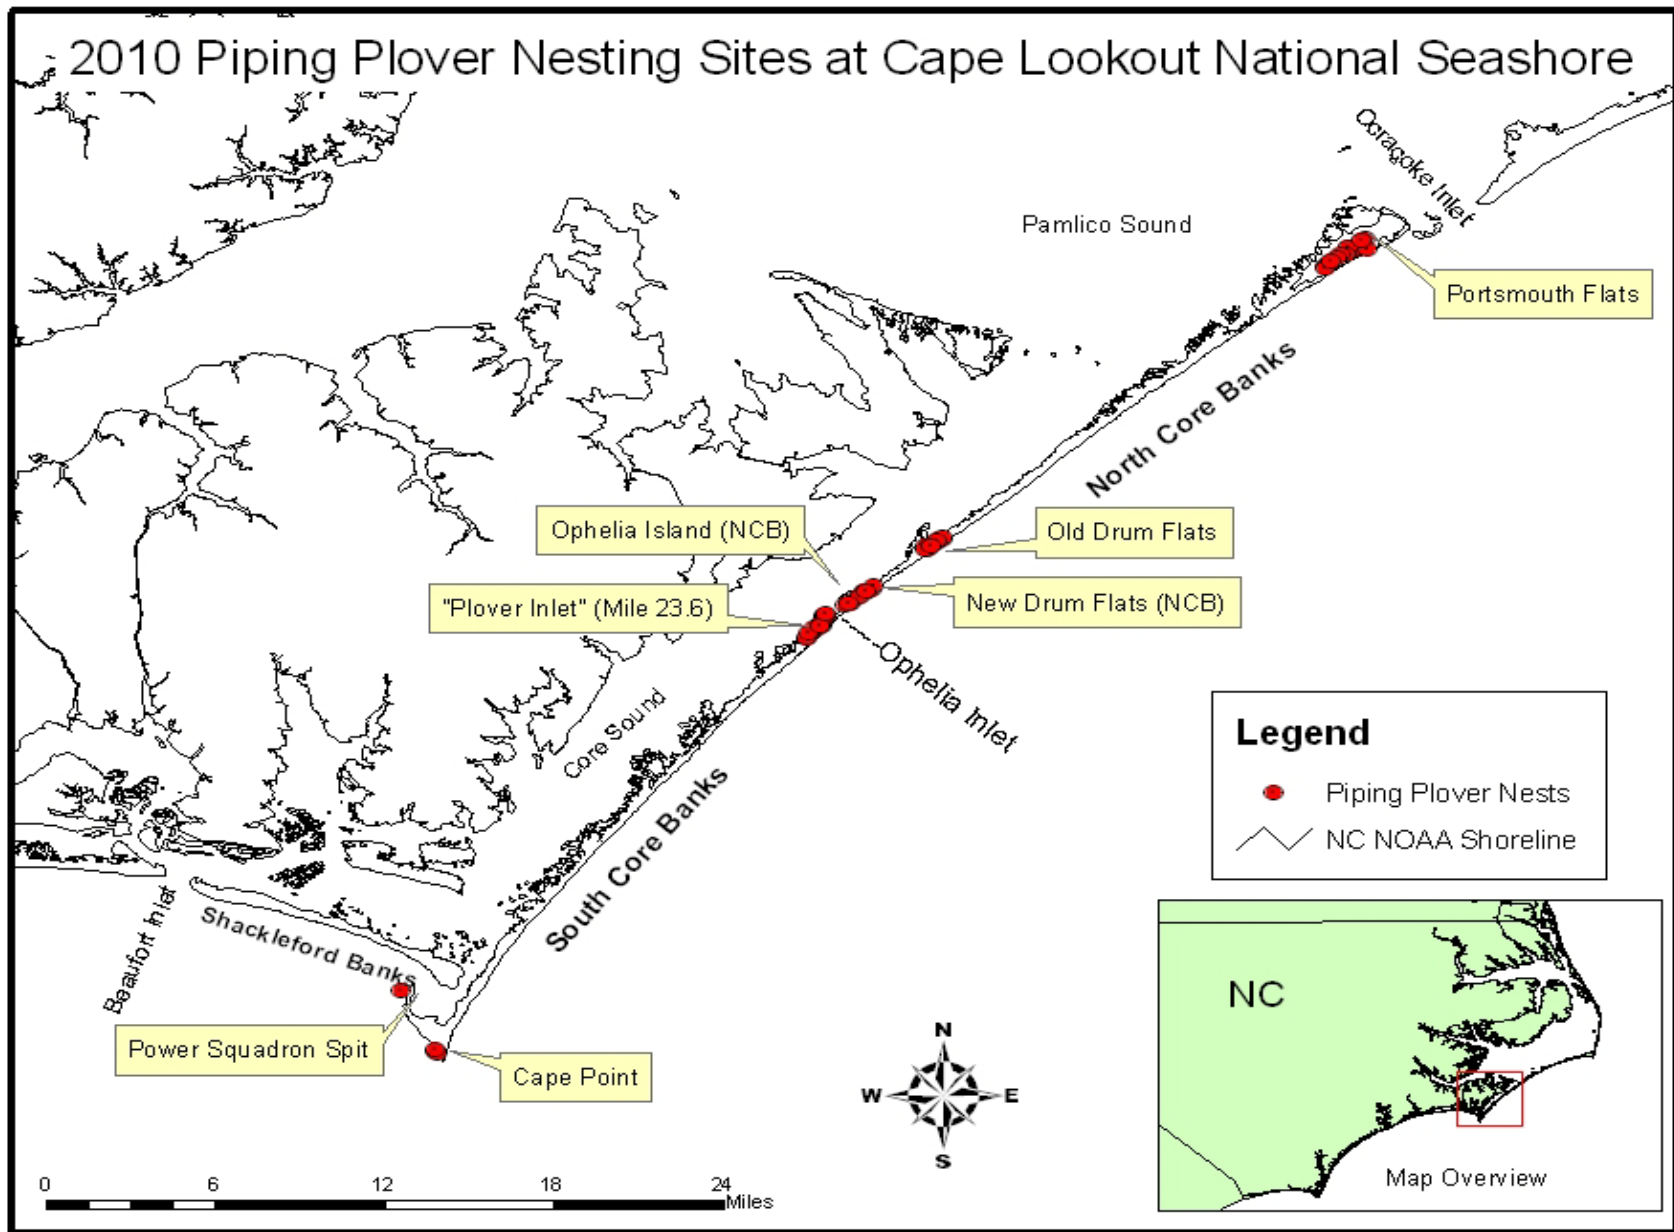 2010 Piping Plover Nesting Sites at Cape Lookout National Seashore
Ocracoke Inlet
Pamlico Sound
Portsmouth Flats
North Core Banks
Ophelia Island (NCB)
Old Drum Flats
"Plover Inlet" (Mile 23.6)
New Drum Flats (NCB)
Ophelia Inlet
Core Sound
South Core Banks
Legend
Piping Plover Nests
NC NOAA Shoreline
Beaufort Inlet
Shackleford Banks
Power Squadron Spit
Cape Point
N
W E
S
NC
Map Overview
0 6 12 18 24
Miles